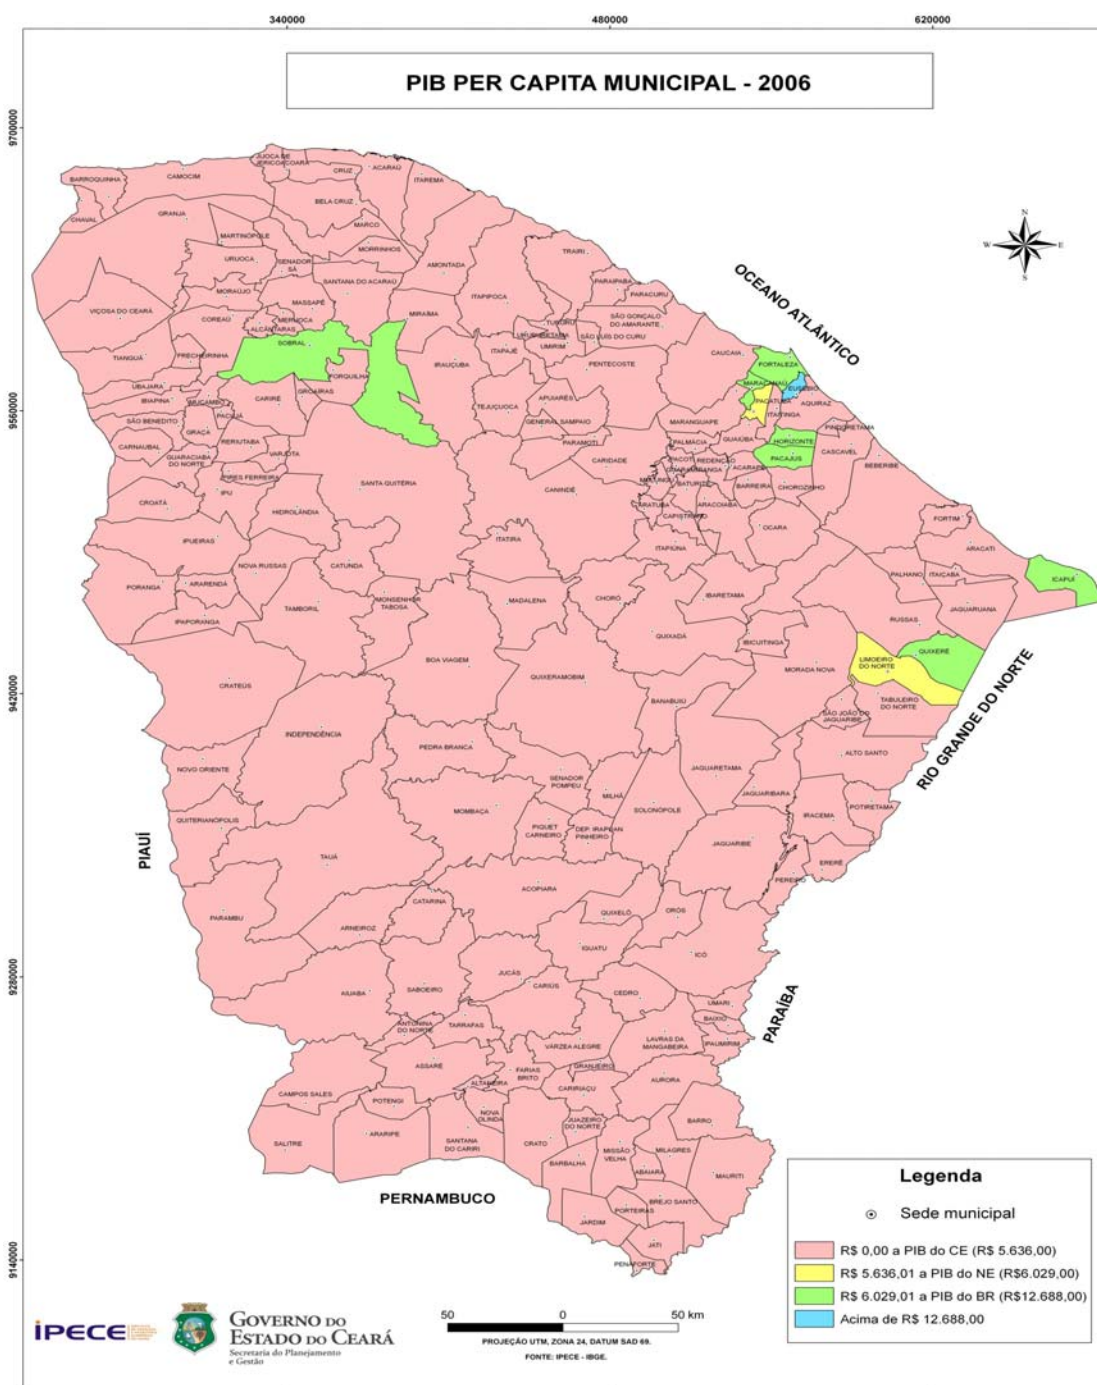 340000
480000
620000
PIB PER CAPITA MUNICIPAL - 2006
9700000
9560000
9420000
9280000
9140000
N
W
E
S
OCEANO ATLÂNTICO
RIO GRANDE DO NORTE
PARAÍBA
PERNAMBUCO
PIAUÍ
BARROQUINHA
CAMOCIM
JIJOCA DE
JERICOACOARA
CRUZ
ACARAÚ
ITAREMA
CHAVAL
GRANJA
BELA CRUZ
MARCO
MARTINÓPOLE
MORRINHOS
URUOCA
SENADOR
SÁ
AMONTADA
TRAIRI
SANTANA DO ACARAÚ
MORAÚJO
MASSAPÊ
ITAPIPOCA
PARAIPABA
PARACURU
VIÇOSA DO CEARÁ
COREAÚ
MERUOCA
ALCÂNTARAS
MIRAÍMA
TURURU
URUBURETAMA
SÃO GONÇALO
DO AMARANTE
SÃO LUIS DO CURU
UMIRIM
TIANGUÁ
FRECHEIRINHA
SOBRAL
FORQUILHA
IRAUÇUBA
ITAPAJÉ
PENTECOSTE
CAUCAIA
FORTALEZA
MARACANAÚ
EUSÉBIO
PACATUBA
AQUIRAZ
ITAITINGA
UBAJARA
IBIAPINA
MUCAMBO
CARIRÉ
GROAÍRAS
PACUJÁ
SÃO BENEDITO
GRAÇA
TEJUÇUOCA
APUIARÉS
GENERAL SAMPAIO
MARANGUAPE
PINDORETAMA
CARNAUBAL
RERIUTABA
GUARACIABA
DO NORTE
VARJOTA
PARAMOTI
CARIDADE
PALMÁCIA
GUAIÚBA
HORIZONTE
PACAJUS
CASCAVEL
BEBERIBE
PACOTI
REDENÇÃO
GUARAMIRANGA
ACARAPE
MULUNGU
BATURITÉ
BARREIRA
CHOROZINHO
PIRES FERREIRA
IPU
CROATÁ
SANTA QUITÉRIA
CANINDÉ
ARATUBA
ARACOIABA
CAPISTRANO
OCARA
HIDROLÂNDIA
IPUEIRAS
ITATIRA
ITAPIÚNA
FORTIM
ARACATI
NOVA RUSSAS
CATUNDA
PORANGA
ARARENDÁ
IPAPORANGA
TAMBORIL
MONSENHOR
TABOSA
MADALENA
CHORÓ
IBARETAMA
PALHANO
ITAIÇABA
ICAPUÍ
JAGUARUANA
RUSSAS
QUIXADÁ
IBICUITINGA
BOA VIAGEM
QUIXERAMOBIM
MORADA NOVA
LIMOEIRO
DO NORTE
QUIXERÉ
CRATEÚS
BANABUIÚ
TABULEIRO
DO NORTE
SÃO JOÃO DO
JAGUARIBE
INDEPENDÊNCIA
PEDRA BRANCA
ALTO SANTO
NOVO ORIENTE
SENADOR
POMPEU
JAGUARETAMA
JAGUARIBARA
MILHÃ
SOLONÓPOLE
MOMBAÇA
POTIRETAMA
IRACEMA
QUITERIANÓPOLIS
PIQUET
CARNEIRO
DEP. IRAPUAN
PINHEIRO
TAUÁ
JAGUARIBE
ERERÊ
PEREIRO
ACOPIARA
PARAMBU
CATARINA
ARNEIROZ
QUIXELÔ
ORÓS
IGUATU
ICÓ
JUCÁS
CARIÚS
AIUABA
SABOEIRO
CEDRO
UMARI
BAIXIO
ANTONINA
DO NORTE
TARRAFAS
VÁRZEA ALEGRE
LAVRAS DA
MANGABEIRA
IPAUMIRIM
ASSARÉ
FARIAS
BRITO
GRANJEIRO
ALTANEIRA
CARIRIAÇU
AURORA
CAMPOS SALES
POTENGI
NOVA
OLINDA
JUAZEIRO
DO NORTE
BARRO
SALITRE
ARARIPE
SANTANA
DO CARIRI
CRATO
MISSÃO
VELHA
MILAGRES
BARBALHA
ABAIARA
MAURITI
BREJO SANTO
PORTEIRAS
JARDIM
JATI
PENAFORTE
Legenda
Sede municipal
R$ 0,00 a PIB do CE (R$ 5.636,00)
R$ 5.636,01 a PIB do NE (R$6.029,00)
R$ 6.029,01 a PIB do BR (R$12.688,00)
Acima de R$ 12.688,00
50 0 50 km
PROJEÇÃO UTM, ZONA 24, DATUM SAD 69.
FONTE: IPECE - IBGE.
IPECE
GOVERNO DO
ESTADO DO CEARÁ
Secretaria do Planejamento
e Gestão